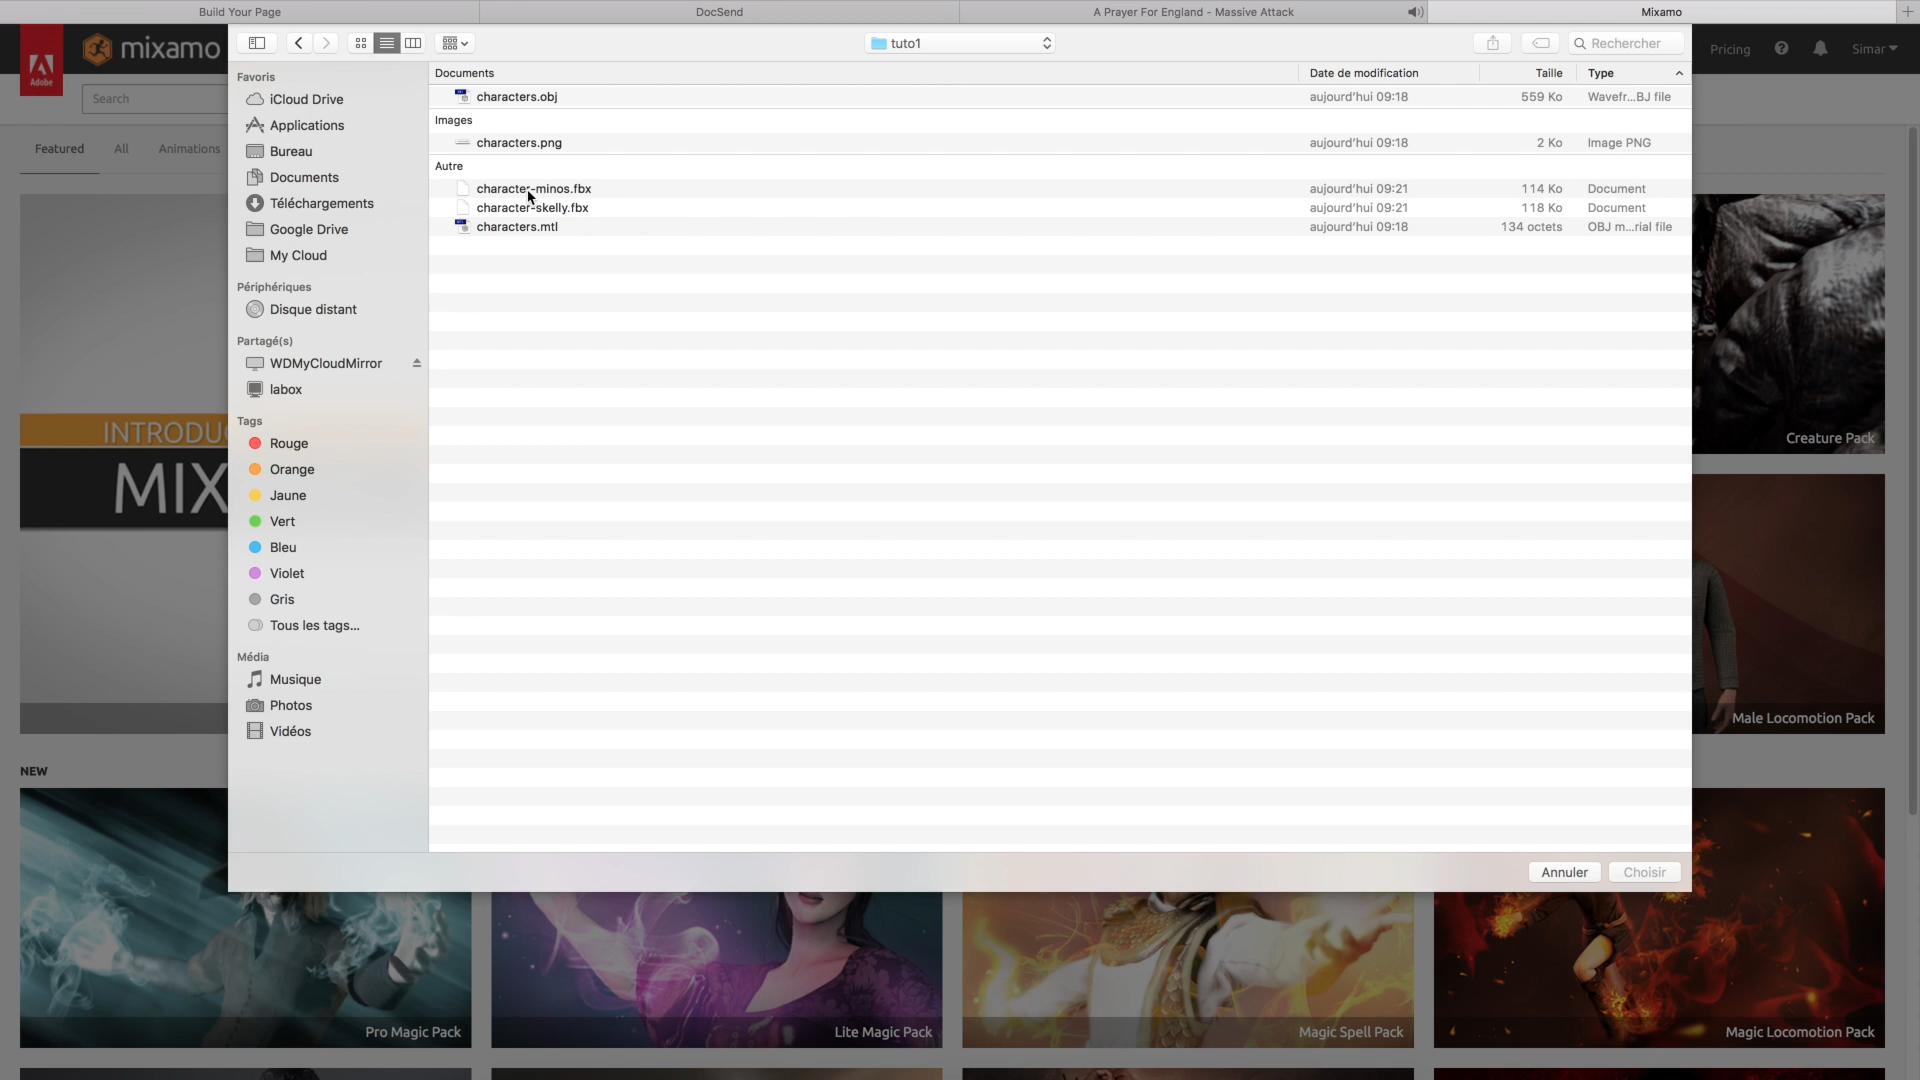 Build Your Page
DocSend
A Prayer For England - Massive Attack
Mixamo
Adobe
mixamo
tuto1
Rechercher
Pricing
Simar
Search
Featured
All
Animations
Favoris
iCloud Drive
Applications
Bureau
Documents
Téléchargements
Google Drive
My Cloud
Périphériques
Disque distant
Partagé(s)
WDMyCloudMirror
labox
Tags
Rouge
Orange
Jaune
Vert
Bleu
Violet
Gris
Tous les tags...
Média
Musique
Photos
Vidéos
Documents Date de modification Taille Type
characters.obj aujourd'hui 09:18 559 Ko Wavefr...BJ file
Images
characters.png aujourd'hui 09:18 2 Ko Image PNG
Autre
character-minos.fbx aujourd'hui 09:21 114 Ko Document
character-skelly.fbx aujourd'hui 09:21 118 Ko Document
characters.mtl aujourd'hui 09:18 134 octets OBJ m...rial file
Annuler
Choisir
INTRODU
MIX
Creature Pack
Male Locomotion Pack
NEW
Pro Magic Pack
Lite Magic Pack
Magic Spell Pack
Magic Locomotion Pack